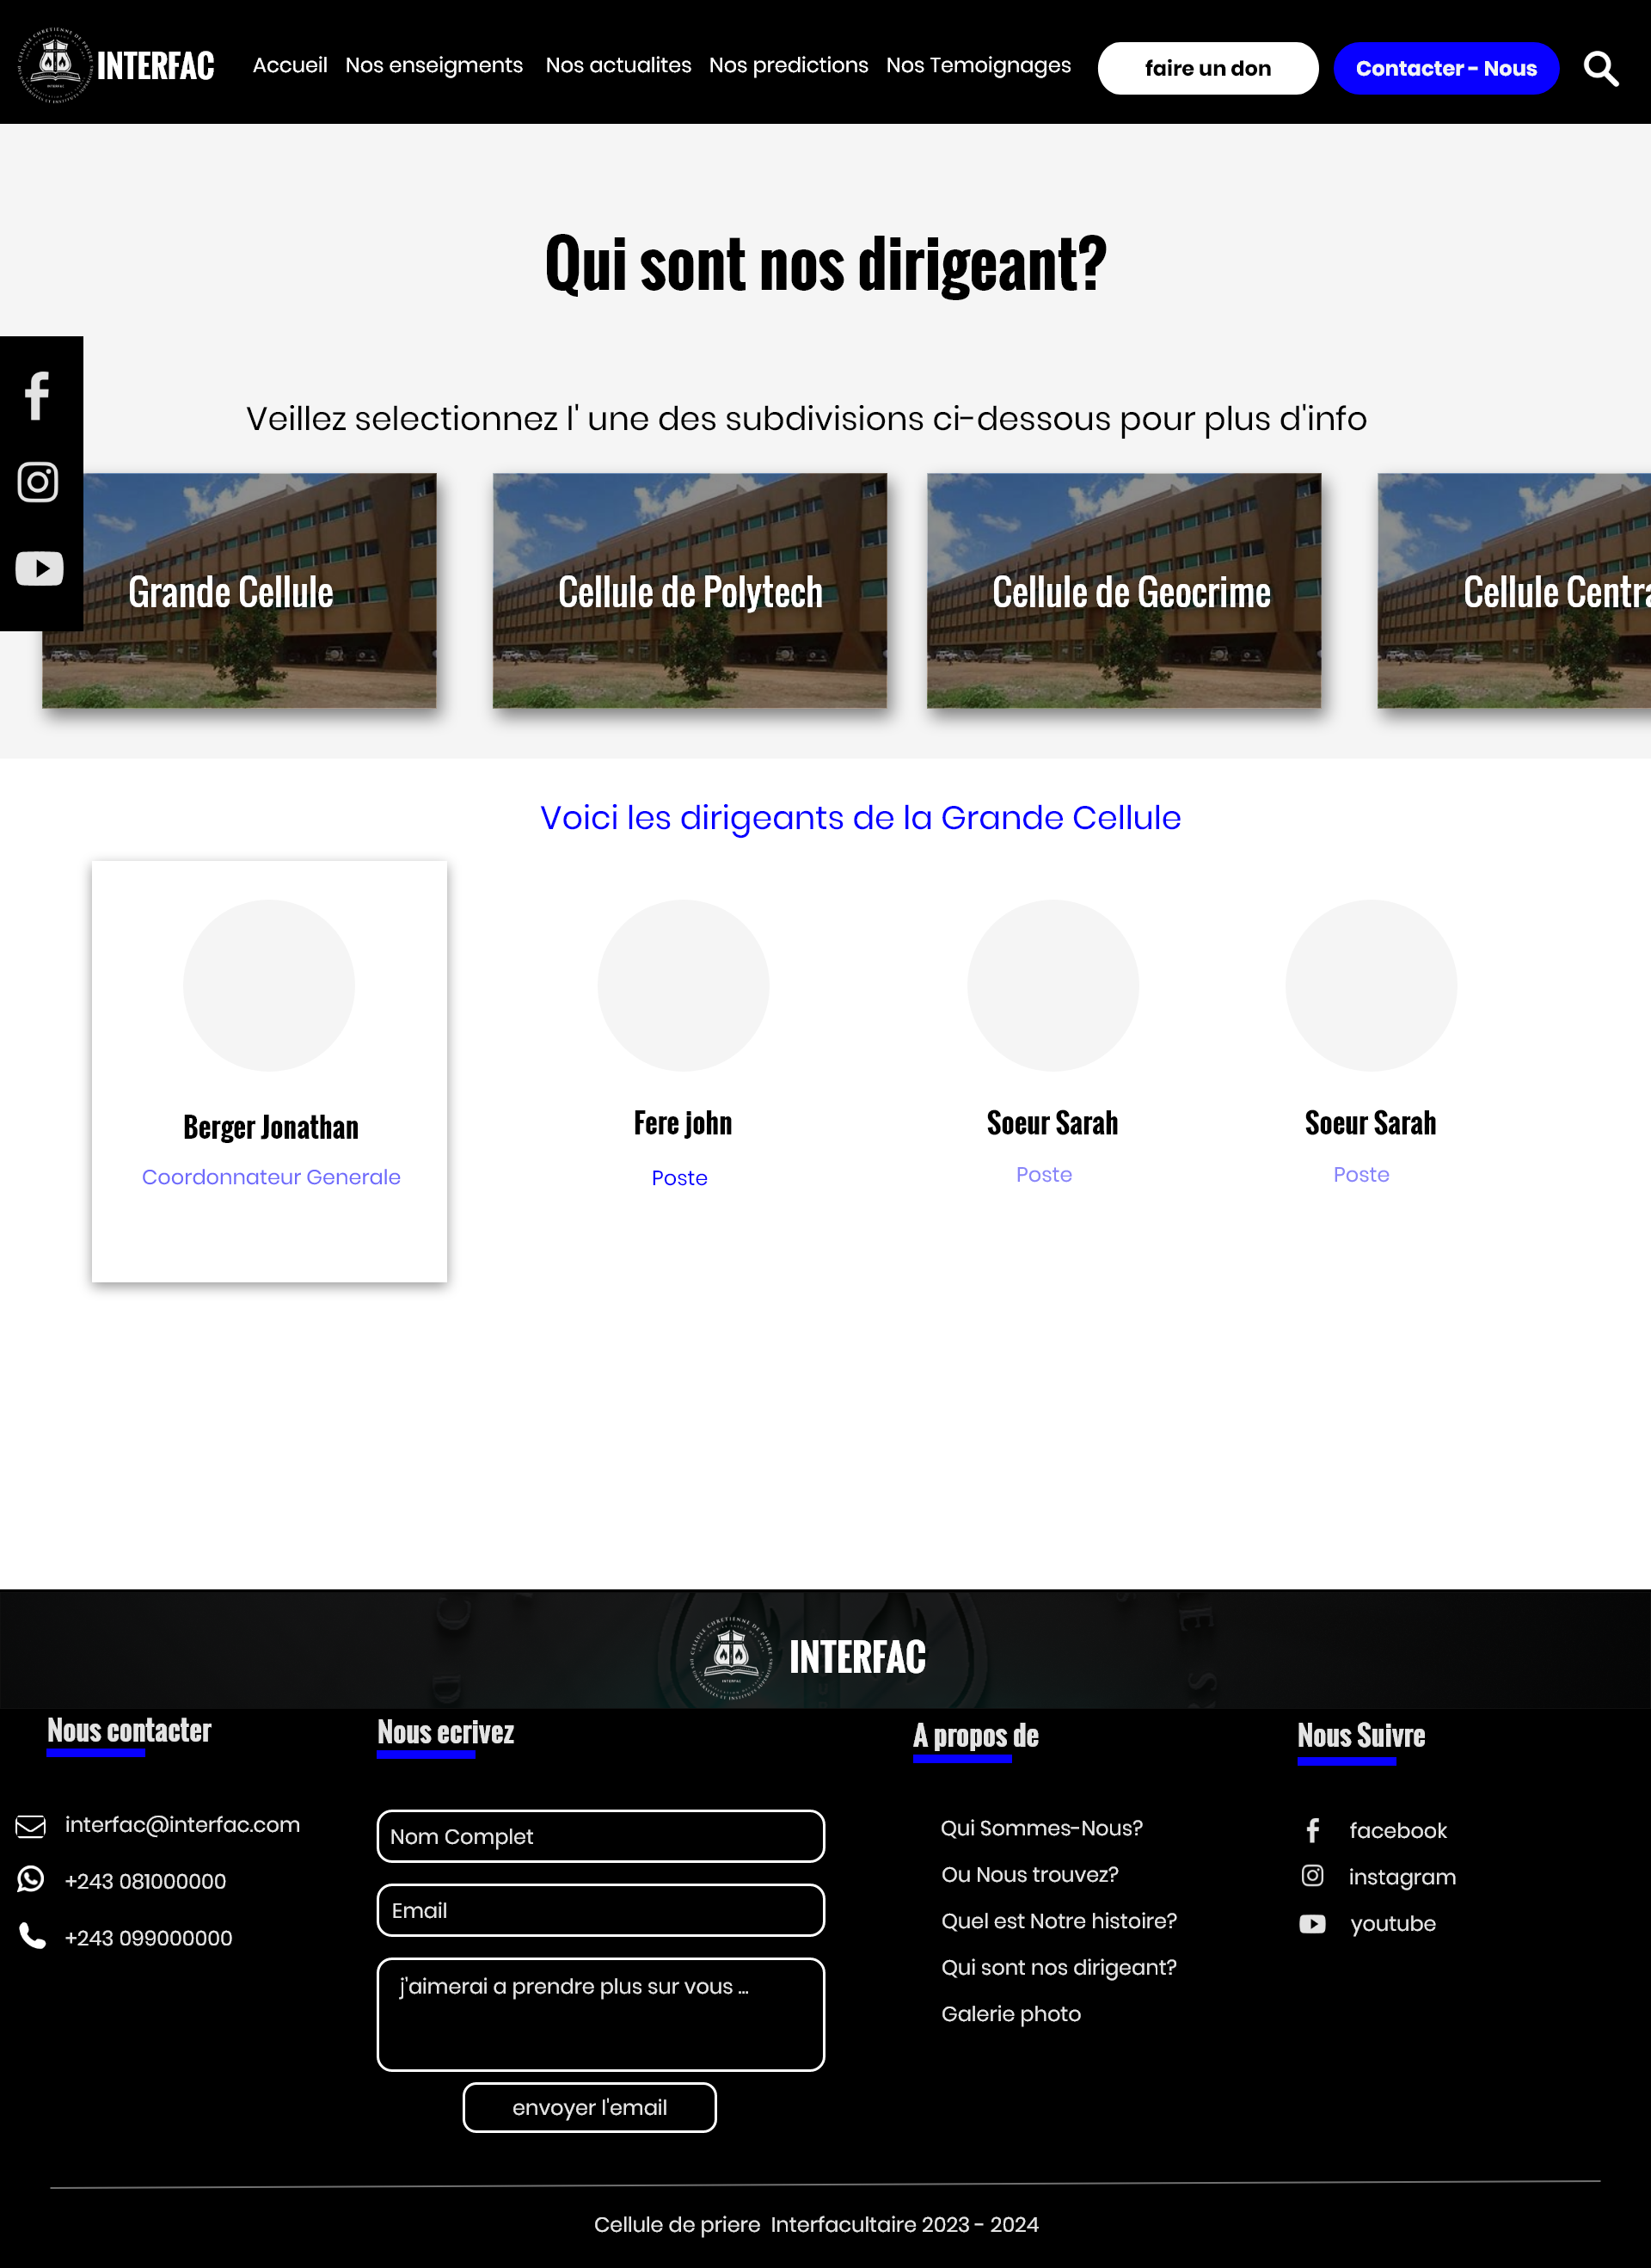 INTERFAC
Accueil Nos enseigments Nos actualites Nos predictions Nos Temoignages faire un don Contacter - Nous
Qui sont nos dirigeant?
Veillez selectionnez l' une des subdivisions ci-dessous pour plus d'info
Grande Cellule
Cellule de Polytech
Cellule de Geocrime
Cellule Centra
Voici les dirigeants de la Grande Cellule
Berger Jonathan
Coordonnateur Generale
Fere john
Poste
Soeur Sarah
Poste
Soeur Sarah
Poste
INTERFAC
Nous contacter
interfac@interfac.com
+243 081000000
+243 099000000
Nous ecrivez
Nom Complet
Email
j'aimerai a prendre plus sur vous ...
envoyer l'email
A propos de
Qui Sommes-Nous?
Ou Nous trouvez?
Quel est Notre histoire?
Qui sont nos dirigeant?
Galerie photo
Nous Suivre
facebook
instagram
youtube
Cellule de priere Interfacultaire 2023 - 2024